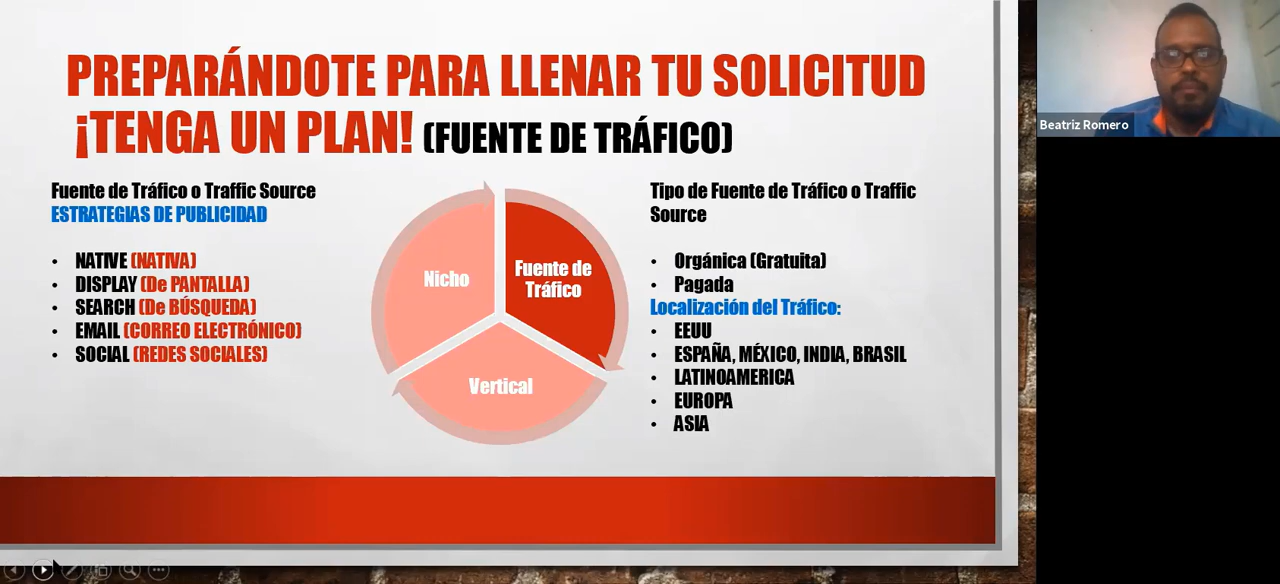 PREPARÁNDOTE PARA LLENAR TU SOLICITUD
¡TENGA UN PLAN! (FUENTE DE TRÁFICO)
Fuente de Tráfico o Traffic Source
ESTRATEGIAS DE PUBLICIDAD
• NATIVE (NATIVA)
• DISPLAY (De PANTALLA)
• SEARCH (De BÚSQUEDA)
• EMAIL (CORREO ELECTRÓNICO)
• SOCIAL (REDES SOCIALES)
Nicho
Fuente de
Tráfico
Vertical
Tipo de Fuente de Tráfico o Traffic
Source
• Orgánica (Gratuita)
• Pagada
Localización del Tráfico:
• EEUU
• ESPAÑA, MÉXICO, INDIA, BRASIL
• LATINOAMERICA
• EUROPA
• ASIA
Beatriz Romero